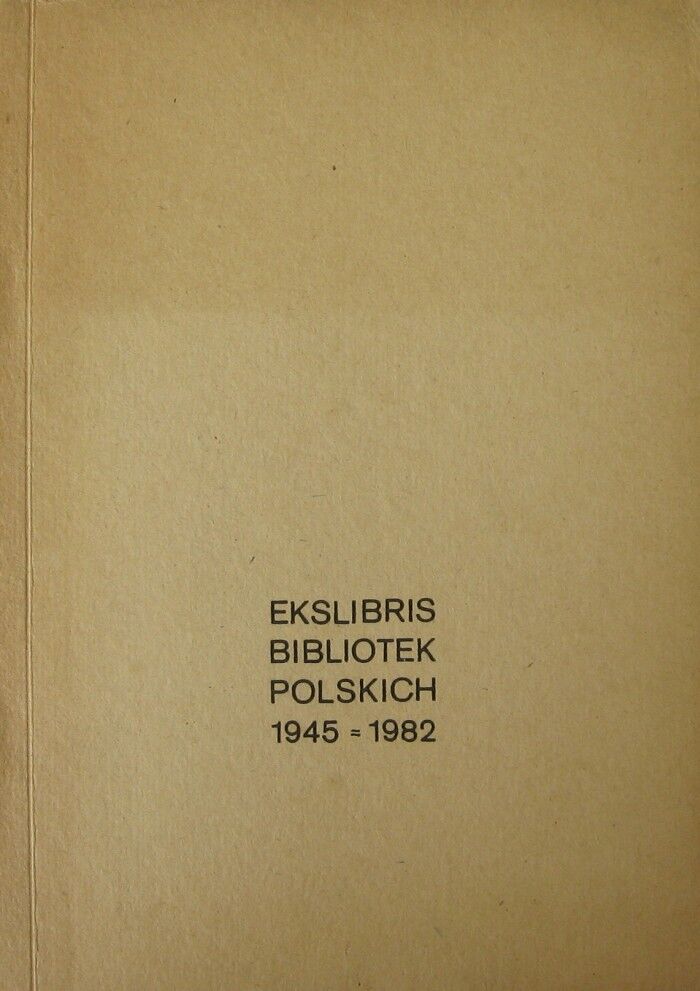 EKSLIBRIS
BIBLIOTEK
POLSKICH
1945 = 1982